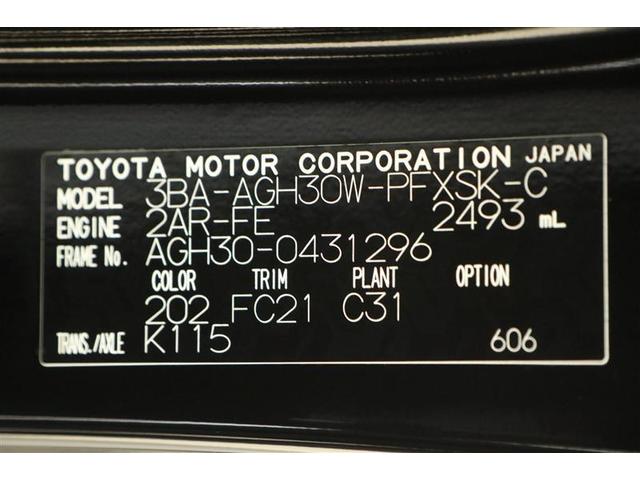 TOYOTA MOTOR CORPORATION JAPAN
MODEL 3BA-AGH30W-PFXSK-C
ENGINE 2AR-FE 2493 mL
FRAME No. AGH30-0431296
COLOR TRIM PLANT OPTION
202 FC21 C31
TRANS./AXLE K115 606